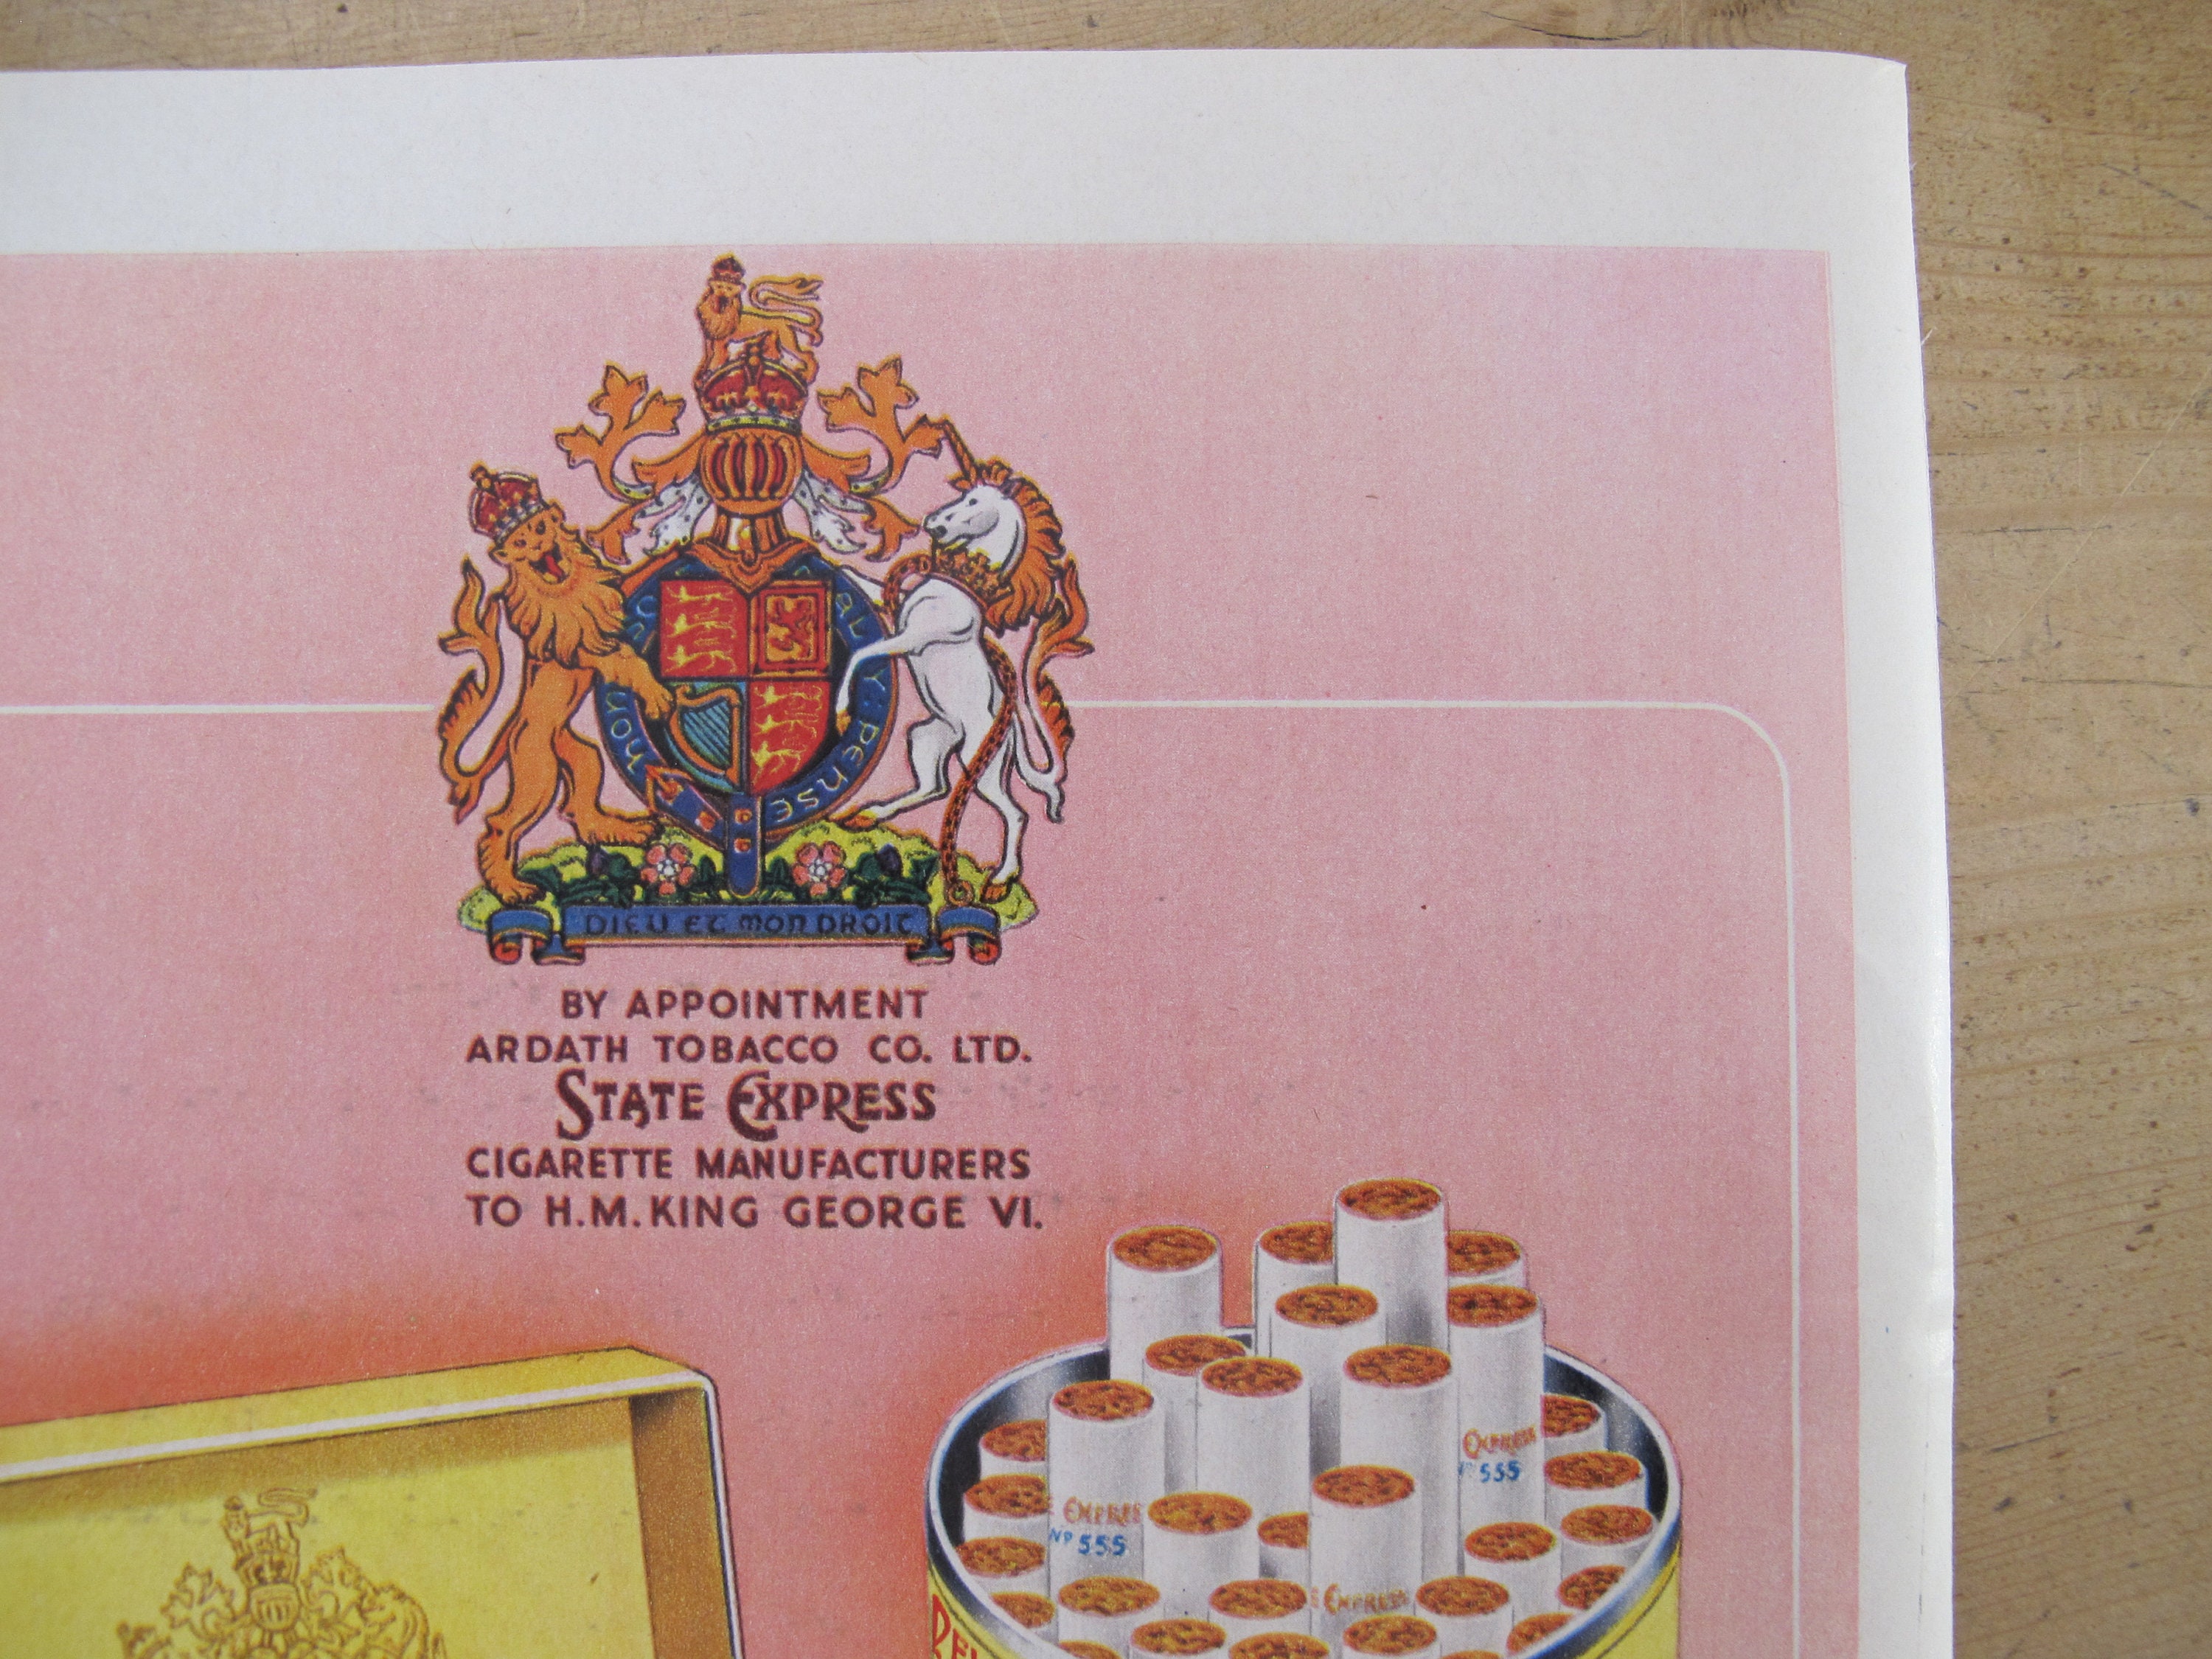 DIEU ET MON DROIT
BY APPOINTMENT
ARDATH TOBACCO CO. LTD.
STATE EXPRESS
CIGARETTE MANUFACTURERS
TO H.M. KING GEORGE VI.
EXPRESS
Nº 555
E EXPRES
Nº 555
E EXPRESS